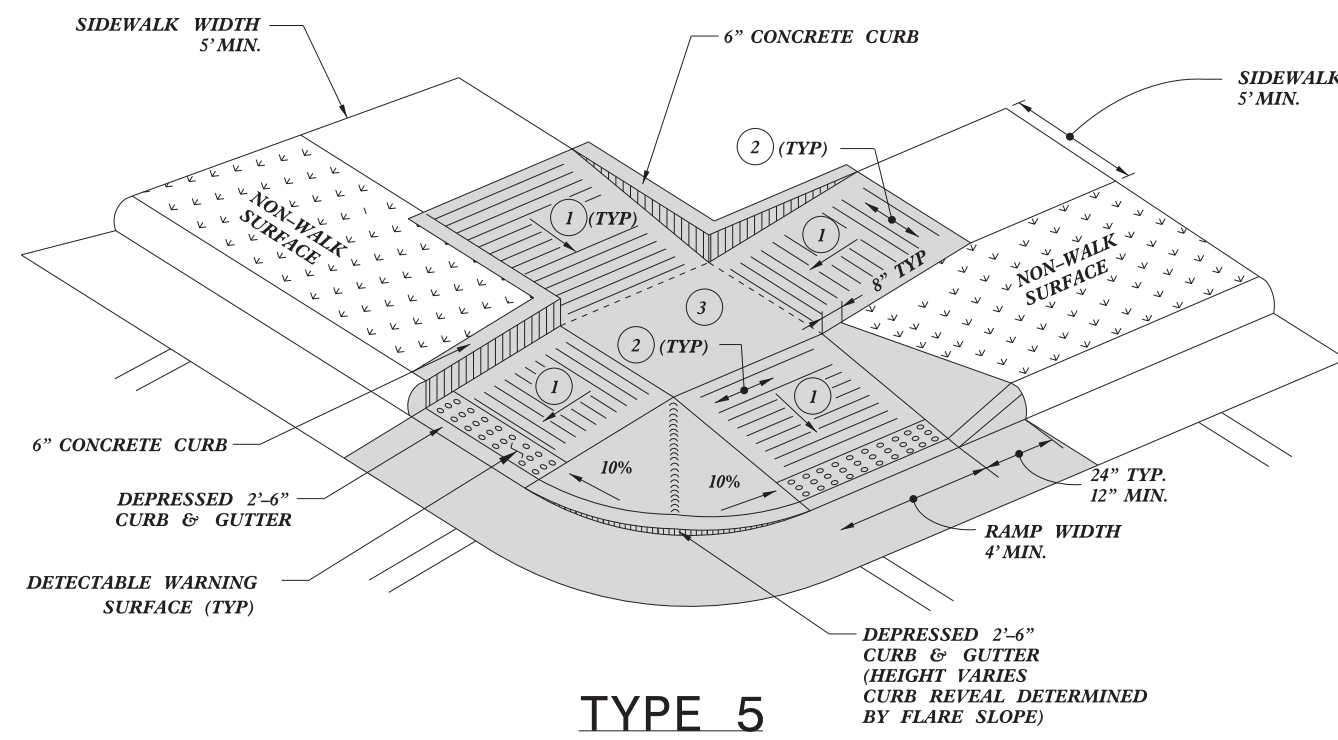 SIDEWALK WIDTH
5' MIN.
6” CONCRETE CURB
SIDEWALK
5' MIN.
2 (TYP)
NON–WALK
SURFACE
1 (TYP)
1
8” TYP
NON–WALK
SURFACE
3
2 (TYP)
1
1
6” CONCRETE CURB
10%
10%
DEPRESSED 2'–6”
CURB & GUTTER
24” TYP.
12” MIN.
RAMP WIDTH
4' MIN.
DETECTABLE WARNING
SURFACE (TYP)
DEPRESSED 2'–6”
CURB & GUTTER
(HEIGHT VARIES
CURB REVEAL DETERMINED
BY FLARE SLOPE)
TYPE 5